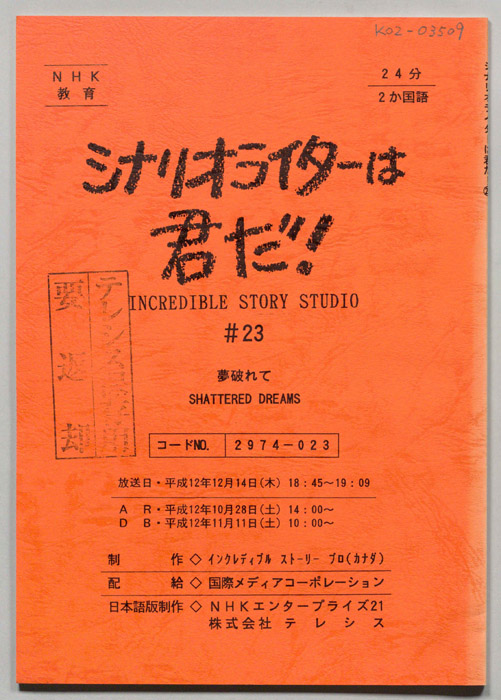 K02-03509
NHK
教育
24分
2か国語
シナリオライターは
君だ!
INCREDIBLE STORY STUDIO
#23
夢破れて
SHATTERED DREAMS
要返却
コードNO. 2974-023
放送日・平成12年12月14日(木) 18:45~19:09
AR・平成12年10月28日(土) 14:00~
DB・平成12年11月11日(土) 10:00~
制作◇インクレディブル ストーリー プロ(カナダ)
配給◇国際メディアコーポレーション
日本語版制作◇NHKエンタープライズ21
株式会社テレシス